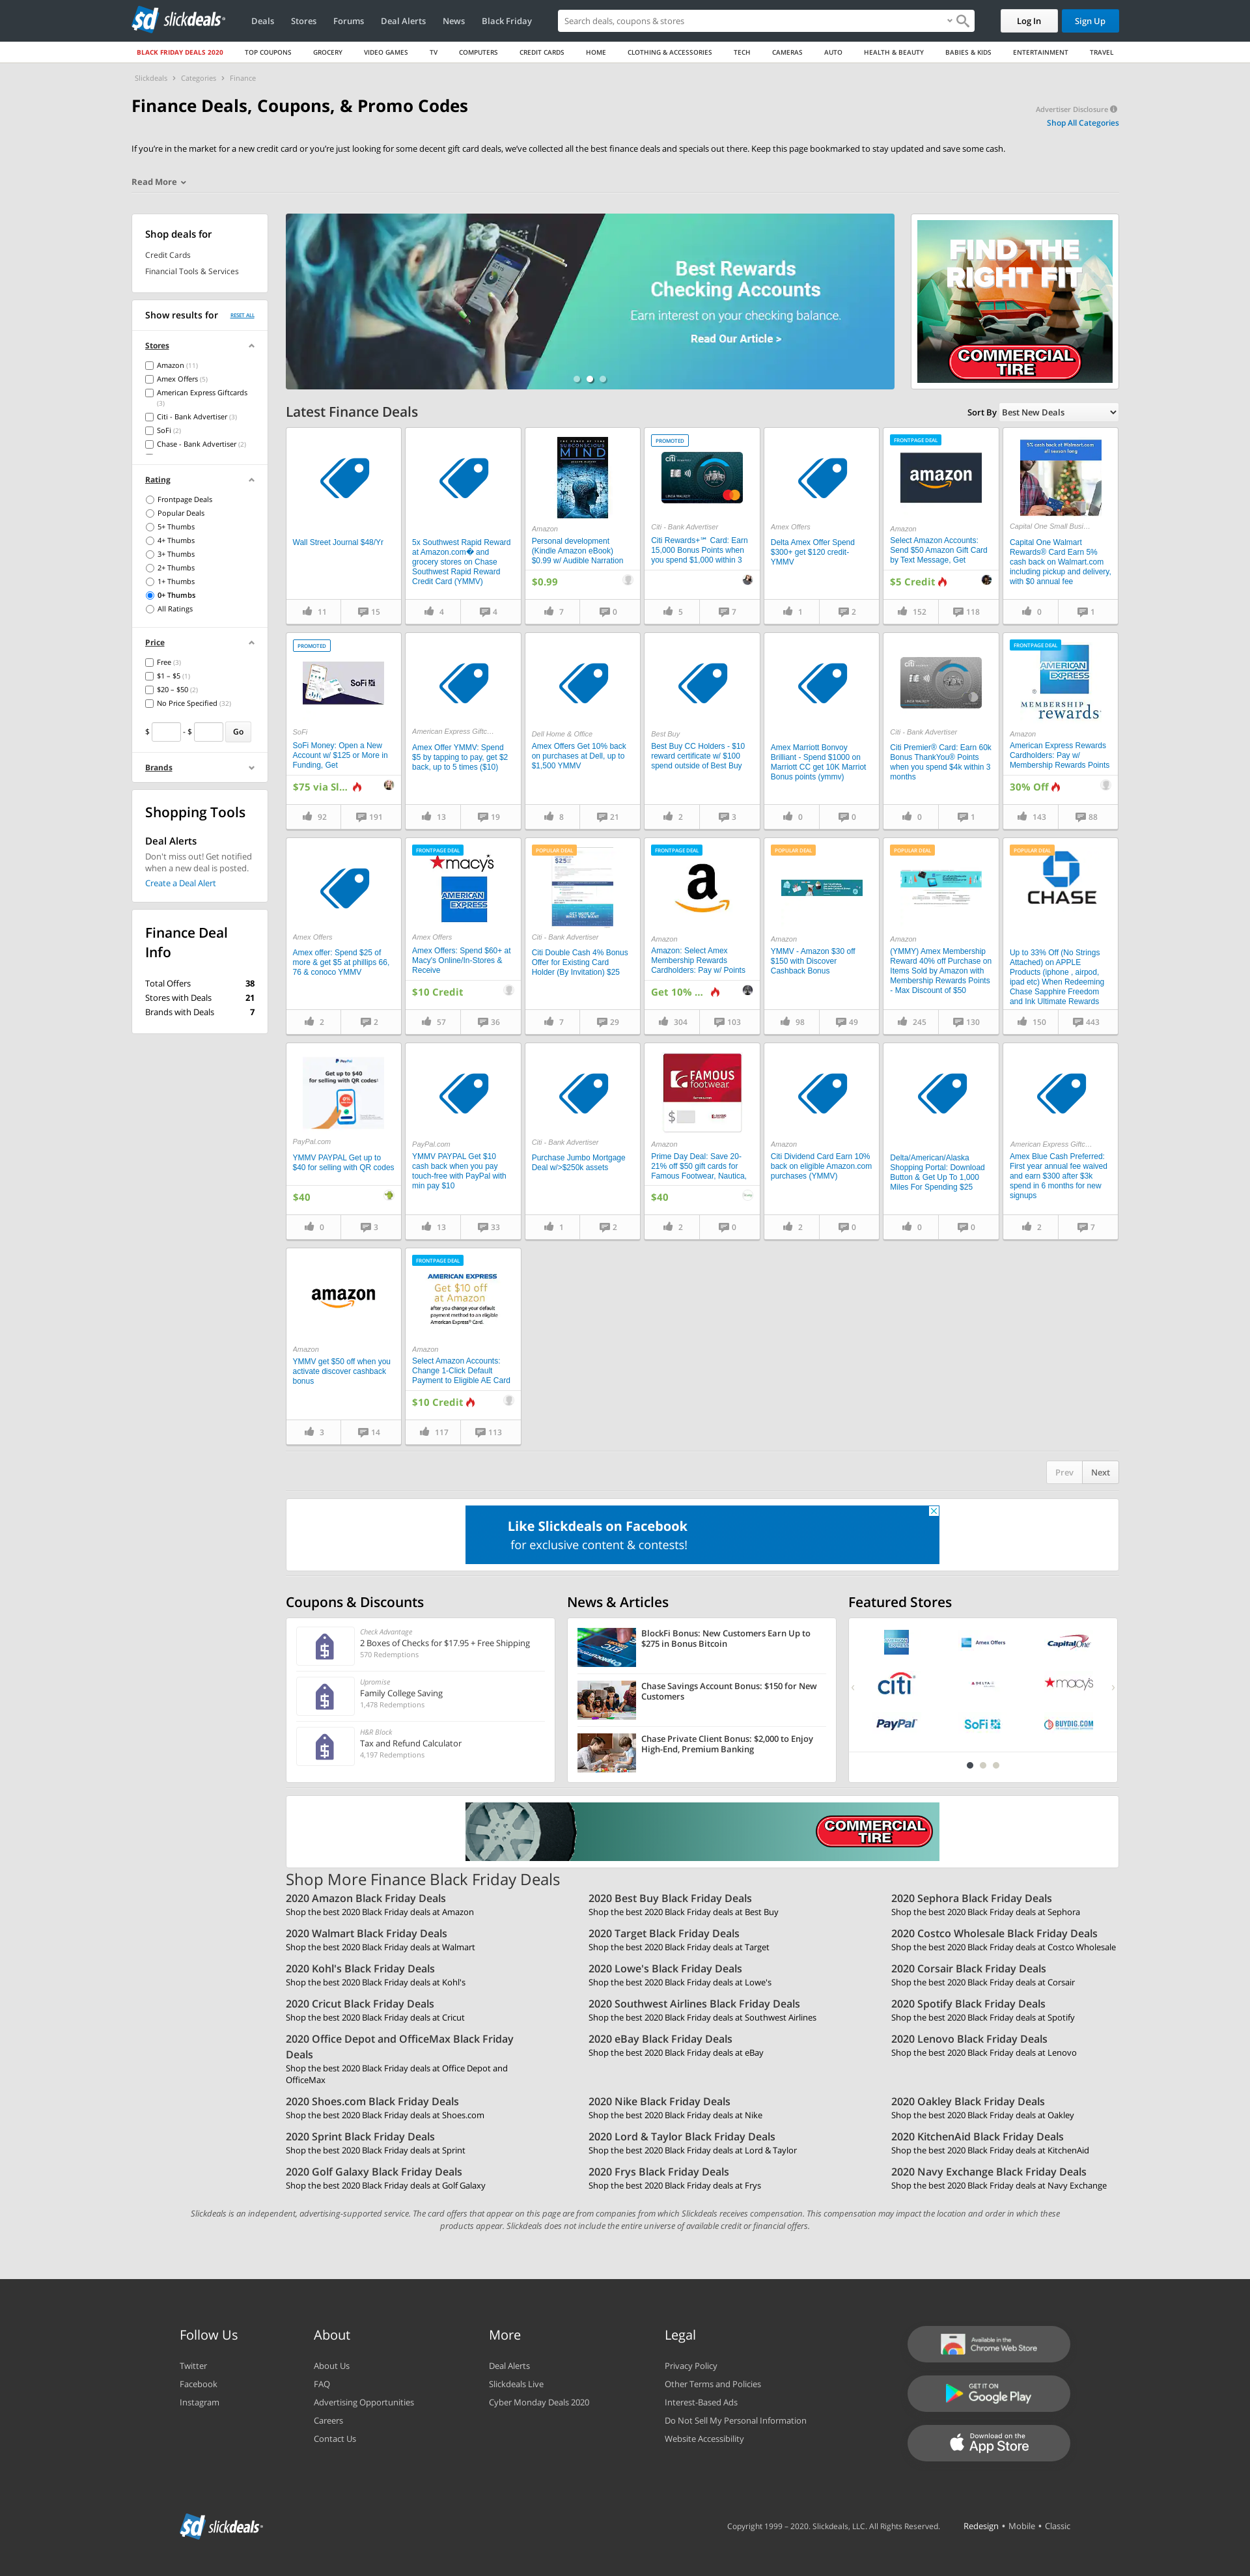 slickdeals
Deals Stores Forums Deal Alerts News Black Friday
Search deals, coupons & stores
Log In Sign Up
BLACK FRIDAY DEALS 2020 TOP COUPONS GROCERY VIDEO GAMES TV COMPUTERS CREDIT CARDS HOME CLOTHING & ACCESSORIES TECH CAMERAS AUTO HEALTH & BEAUTY BABIES & KIDS ENTERTAINMENT TRAVEL
Slickdeals > Categories > Finance
Finance Deals, Coupons, & Promo Codes
Advertiser Disclosure
Shop All Categories
If you're in the market for a new credit card or you're just looking for some decent gift card deals, we've collected all the best finance deals and specials out there. Keep this page bookmarked to stay updated and save some cash.
Read More
Shop deals for
Credit Cards
Financial Tools & Services
Show results for RESET ALL
Stores
Amazon (11)
Amex Offers (5)
American Express Giftcards
(3)
Citi - Bank Advertiser (3)
SoFi (2)
Chase - Bank Advertiser (2)
Rating
Frontpage Deals
Popular Deals
5+ Thumbs
4+ Thumbs
3+ Thumbs
2+ Thumbs
1+ Thumbs
0+ Thumbs
All Ratings
Price
Free (3)
$1 – $5 (1)
$20 – $50 (2)
No Price Specified (32)
$ - $ Go
Brands
Shopping Tools
Deal Alerts
Don't miss out! Get notified
when a new deal is posted.
Create a Deal Alert
Finance Deal
Info
Total Offers 38
Stores with Deals 21
Brands with Deals 7
Best Rewards
Checking Accounts
Earn interest on your checking balance.
Read Our Article >
FIND THE
RIGHT FIT
COMMERCIAL
TIRE
Latest Finance Deals
Sort By Best New Deals
Wall Street Journal $48/Yr
11 15
5x Southwest Rapid Reward
at Amazon.com� and
grocery stores on Chase
Southwest Rapid Reward
Credit Card (YMMV)
4 4
SUBCONSCIOUS
MIND
Amazon
Personal development
(Kindle Amazon eBook)
$0.99 w/ Audible Narration
$0.99
7 0
PROMOTED
citi
Citi - Bank Advertiser
Citi Rewards+℠ Card: Earn
15,000 Bonus Points when
you spend $1,000 within 3
5 7
Amex Offers
Delta Amex Offer Spend
$300+ get $120 credit-
YMMV
1 2
FRONTPAGE DEAL
amazon
Amazon
Select Amazon Accounts:
Send $50 Amazon Gift Card
by Text Message, Get
$5 Credit
152 118
5% cash back at Walmart.com
all season long.
Capital One Small Busi...
Capital One Walmart
Rewards® Card Earn 5%
cash back on Walmart.com
including pickup and delivery,
with $0 annual fee
0 1
PROMOTED
SoFi
SoFi
SoFi Money: Open a New
Account w/ $125 or More in
Funding, Get
$75 via Sl...
92 191
American Express Giftc...
Amex Offer YMMV: Spend
$5 by tapping to pay, get $2
back, up to 5 times ($10)
13 19
Dell Home & Office
Amex Offers Get 10% back
on purchases at Dell, up to
$1,500 YMMV
8 21
Best Buy
Best Buy CC Holders - $10
reward certificate w/ $100
spend outside of Best Buy
2 3
Amex Marriott Bonvoy
Brilliant - Spend $1000 on
Marriott CC get 10K Marriot
Bonus points (ymmv)
0 0
citi
Citi - Bank Advertiser
Citi Premier® Card: Earn 60k
Bonus ThankYou® Points
when you spend $4k within 3
months
0 1
FRONTPAGE DEAL
AMERICAN EXPRESS
MEMBERSHIP
rewards
Amazon
American Express Rewards
Cardholders: Pay w/
Membership Rewards Points
30% Off
143 88
Amex Offers
Amex offer: Spend $25 of
more & get $5 at phillips 66,
76 & conoco YMMV
2 2
FRONTPAGE DEAL
macy's
AMERICAN EXPRESS
Amex Offers
Amex Offers: Spend $60+ at
Macy's Online/In-Stores &
Receive
$10 Credit
57 36
POPULAR DEAL
Citi - Bank Advertiser
Citi Double Cash 4% Bonus
Offer for Existing Card
Holder (By Invitation) $25
7 29
FRONTPAGE DEAL
Amazon
Amazon: Select Amex
Membership Rewards
Cardholders: Pay w/ Points
Get 10% ...
304 103
POPULAR DEAL
Amazon
YMMV - Amazon $30 off
$150 with Discover
Cashback Bonus
98 49
POPULAR DEAL
Amazon
(YMMY) Amex Membership
Reward 40% off Purchase on
Items Sold by Amazon with
Membership Rewards Points
- Max Discount of $50
245 130
POPULAR DEAL
CHASE
Up to 33% Off (No Strings
Attached) on APPLE
Products (iphone , airpod,
ipad etc) When Redeeming
Chase Sapphire Freedom
and Ink Ultimate Rewards
150 443
PayPal
Get up to $40
for selling with QR codes!
PayPal.com
YMMV PAYPAL Get up to
$40 for selling with QR codes
$40
0 3
PayPal.com
YMMV PAYPAL Get $10
cash back when you pay
touch-free with PayPal with
min pay $10
13 33
Citi - Bank Advertiser
Purchase Jumbo Mortgage
Deal w/>$250k assets
1 2
FAMOUS
footwear
$
Amazon
Prime Day Deal: Save 20-
21% off $50 gift cards for
Famous Footwear, Nautica,
$40
2 0
Amazon
Citi Dividend Card Earn 10%
back on eligible Amazon.com
purchases (YMMV)
2 0
Delta/American/Alaska
Shopping Portal: Download
Button & Get Up To 1,000
Miles For Spending $25
0 0
American Express Giftc...
Amex Blue Cash Preferred:
First year annual fee waived
and earn $300 after $3k
spend in 6 months for new
signups
2 7
amazon
Amazon
YMMV get $50 off when you
activate discover cashback
bonus
3 14
FRONTPAGE DEAL
AMERICAN EXPRESS
Get $10 off
at Amazon
after you change your default
payment method to an eligible
American Express® Card.
Amazon
Select Amazon Accounts:
Change 1-Click Default
Payment to Eligible AE Card
$10 Credit
117 113
Prev Next
Like Slickdeals on Facebook
for exclusive content & contests!
Coupons & Discounts
Check Advantage
2 Boxes of Checks for $17.95 + Free Shipping
570 Redemptions
Upromise
Family College Saving
1,478 Redemptions
H&R Block
Tax and Refund Calculator
4,197 Redemptions
News & Articles
BlockFi Bonus: New Customers Earn Up to
$275 in Bonus Bitcoin
Chase Savings Account Bonus: $150 for New
Customers
Chase Private Client Bonus: $2,000 to Enjoy
High-End, Premium Banking
Featured Stores
Amex Offers Capital One
citi DELTA macy's
PayPal SoFi BUYDIG.COM
COMMERCIAL
TIRE
Shop More Finance Black Friday Deals
2020 Amazon Black Friday Deals
Shop the best 2020 Black Friday deals at Amazon
2020 Best Buy Black Friday Deals
Shop the best 2020 Black Friday deals at Best Buy
2020 Sephora Black Friday Deals
Shop the best 2020 Black Friday deals at Sephora
2020 Walmart Black Friday Deals
Shop the best 2020 Black Friday deals at Walmart
2020 Target Black Friday Deals
Shop the best 2020 Black Friday deals at Target
2020 Costco Wholesale Black Friday Deals
Shop the best 2020 Black Friday deals at Costco Wholesale
2020 Kohl's Black Friday Deals
Shop the best 2020 Black Friday deals at Kohl's
2020 Lowe's Black Friday Deals
Shop the best 2020 Black Friday deals at Lowe's
2020 Corsair Black Friday Deals
Shop the best 2020 Black Friday deals at Corsair
2020 Cricut Black Friday Deals
Shop the best 2020 Black Friday deals at Cricut
2020 Southwest Airlines Black Friday Deals
Shop the best 2020 Black Friday deals at Southwest Airlines
2020 Spotify Black Friday Deals
Shop the best 2020 Black Friday deals at Spotify
2020 Office Depot and OfficeMax Black Friday
Deals
Shop the best 2020 Black Friday deals at Office Depot and
OfficeMax
2020 eBay Black Friday Deals
Shop the best 2020 Black Friday deals at eBay
2020 Lenovo Black Friday Deals
Shop the best 2020 Black Friday deals at Lenovo
2020 Shoes.com Black Friday Deals
Shop the best 2020 Black Friday deals at Shoes.com
2020 Nike Black Friday Deals
Shop the best 2020 Black Friday deals at Nike
2020 Oakley Black Friday Deals
Shop the best 2020 Black Friday deals at Oakley
2020 Sprint Black Friday Deals
Shop the best 2020 Black Friday deals at Sprint
2020 Lord & Taylor Black Friday Deals
Shop the best 2020 Black Friday deals at Lord & Taylor
2020 KitchenAid Black Friday Deals
Shop the best 2020 Black Friday deals at KitchenAid
2020 Golf Galaxy Black Friday Deals
Shop the best 2020 Black Friday deals at Golf Galaxy
2020 Frys Black Friday Deals
Shop the best 2020 Black Friday deals at Frys
2020 Navy Exchange Black Friday Deals
Shop the best 2020 Black Friday deals at Navy Exchange
Slickdeals is an independent, advertising-supported service. The card offers that appear on this page are from companies from which Slickdeals receives compensation. This compensation may impact the location and order in which these
products appear. Slickdeals does not include the entire universe of available credit or financial offers.
Follow Us
Twitter
Facebook
Instagram
About
About Us
FAQ
Advertising Opportunities
Careers
Contact Us
More
Deal Alerts
Slickdeals Live
Cyber Monday Deals 2020
Legal
Privacy Policy
Other Terms and Policies
Interest-Based Ads
Do Not Sell My Personal Information
Website Accessibility
Available in the
Chrome Web Store
GET IT ON
Google Play
Download on the
App Store
slickdeals
Copyright 1999 – 2020. Slickdeals, LLC. All Rights Reserved. Redesign • Mobile • Classic